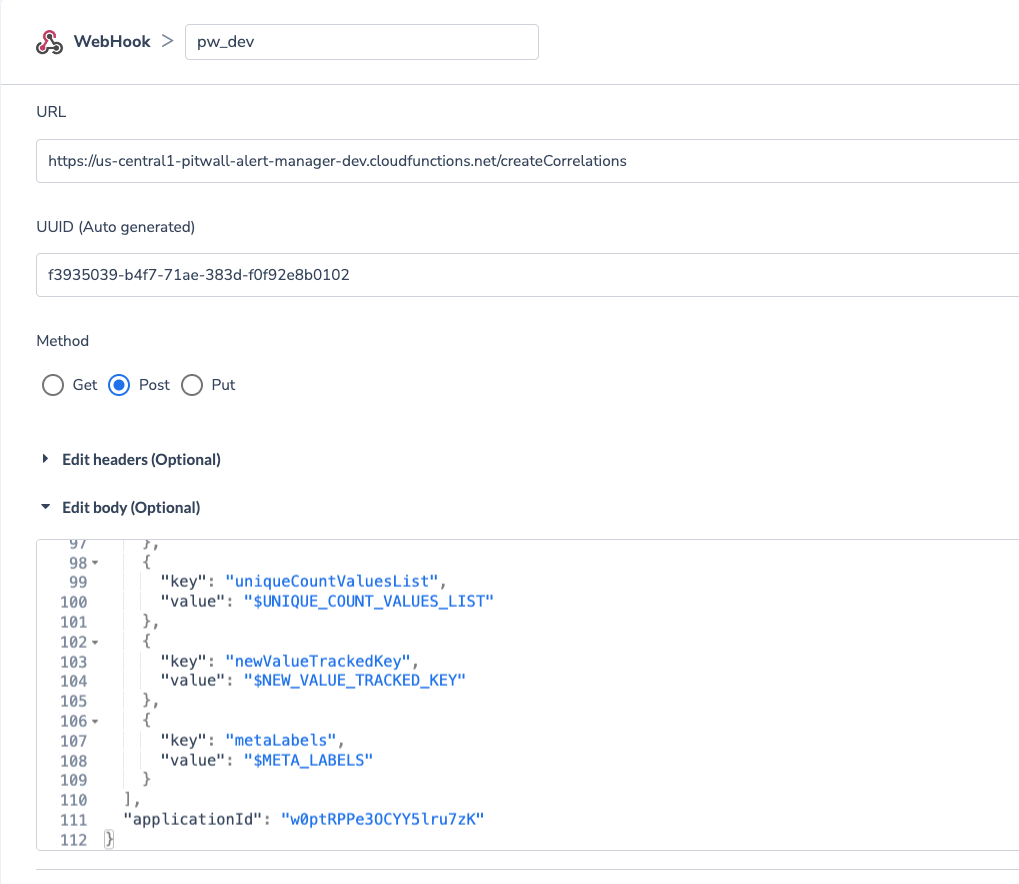 WebHook > pw_dev
URL
https://us-central1-pitwall-alert-manager-dev.cloudfunctions.net/createCorrelations
UUID (Auto generated)
f3935039-b4f7-71ae-383d-f0f92e8b0102
Method
Get Post Put
Edit headers (Optional)
Edit body (Optional)
97 },
98 {
99 "key": "uniqueCountValuesList",
100 "value": "$UNIQUE_COUNT_VALUES_LIST"
101 },
102 {
103 "key": "newValueTrackedKey",
104 "value": "$NEW_VALUE_TRACKED_KEY"
105 },
106 {
107 "key": "metaLabels",
108 "value": "$META_LABELS"
109 }
110 ],
111 "applicationId": "w0ptRPPe3OCYY5lru7zK"
112 }